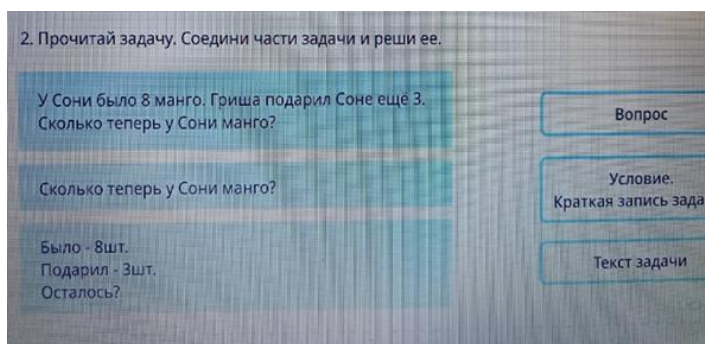 2. Прочитай задачу. Соедини части задачи и реши ее.
У Сони было 8 манго. Гриша подарил Соне ещё 3.
Сколько теперь у Сони манго?
Вопрос
Сколько теперь у Сони манго?
Условие.
Краткая запись зада
Было - 8шт.
Подарил - 3шт.
Осталось?
Текст задачи